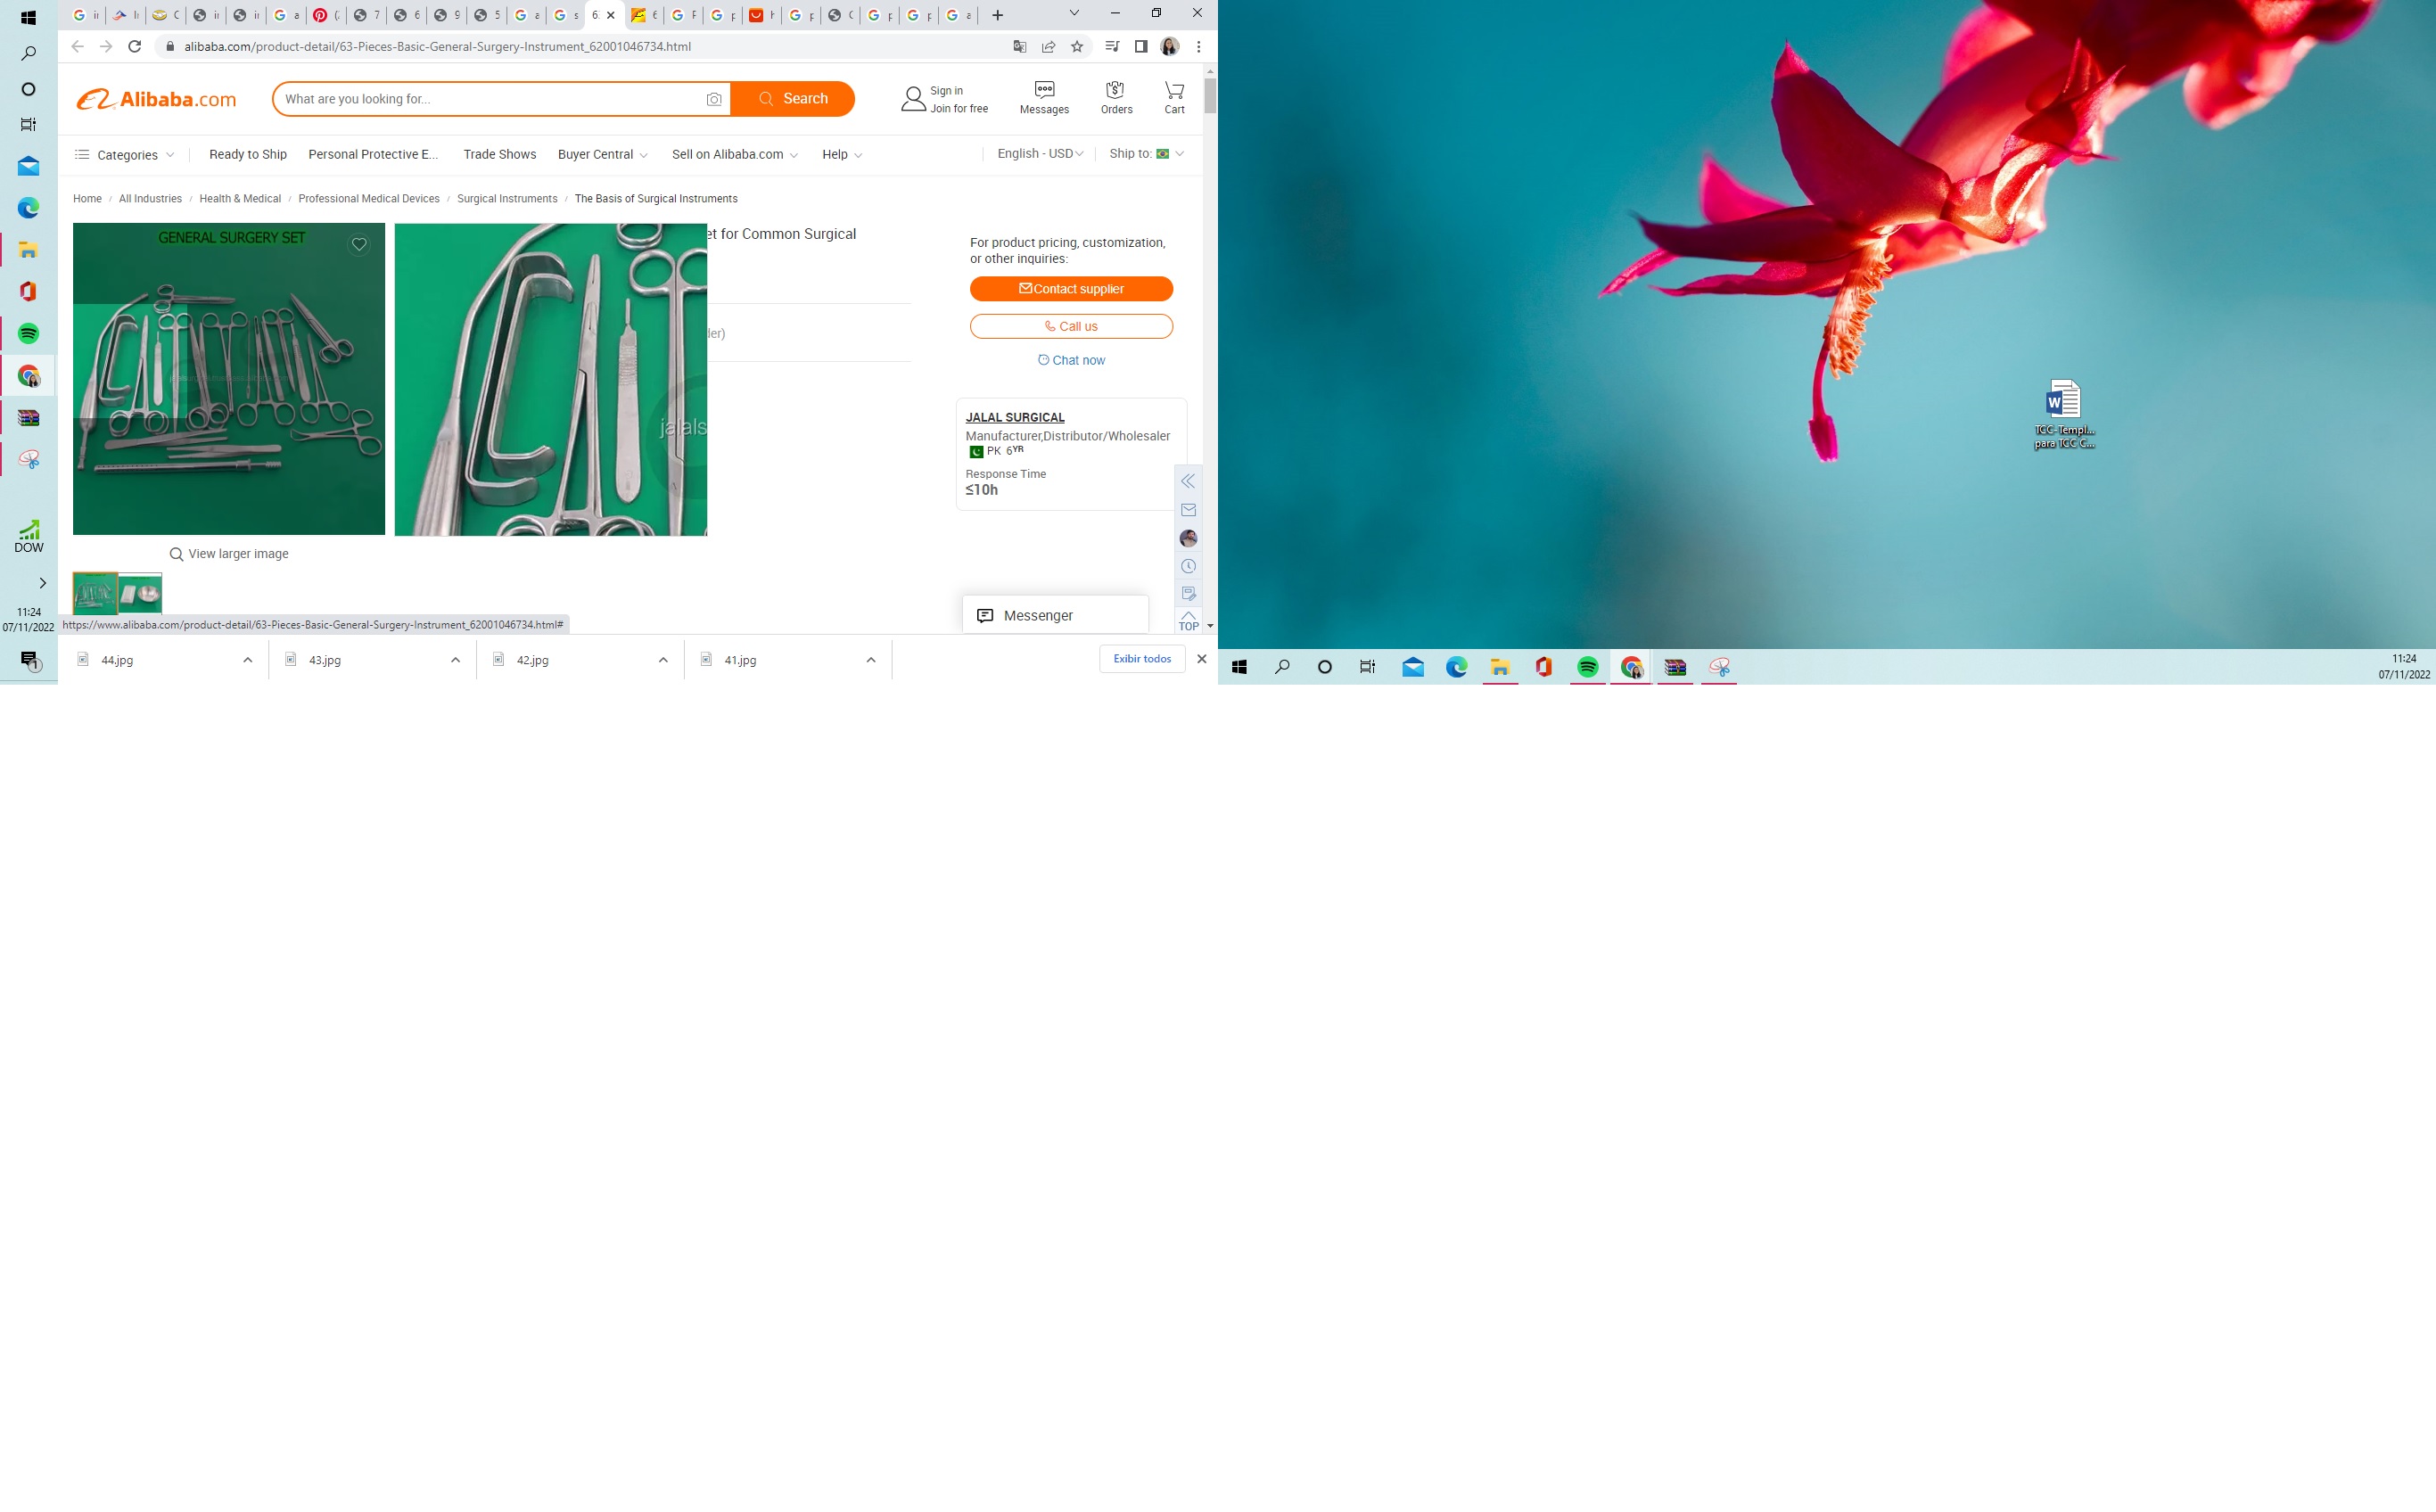 alibaba.com/product-detail/63-Pieces-Basic-General-Surgery-Instrument_62001046734.html
Alibaba.com
What are you looking for...
Search
Sign in
Join for free
Messages
Orders
Cart
Categories
Ready to Ship
Personal Protective E...
Trade Shows
Buyer Central
Sell on Alibaba.com
Help
English - USD
Ship to:
Home / All Industries / Health & Medical / Professional Medical Devices / Surgical Instruments / The Basis of Surgical Instruments
GENERAL SURGERY SET
et for Common Surgical
ler)
jalals
For product pricing, customization,
or other inquiries:
Contact supplier
Call us
Chat now
JALAL SURGICAL
Manufacturer,Distributor/Wholesaler
PK 6YR
Response Time
≤10h
View larger image
Messenger
TOP
https://www.alibaba.com/product-detail/63-Pieces-Basic-General-Surgery-Instrument_62001046734.html#
44.jpg
43.jpg
42.jpg
41.jpg
Exibir todos
DOW
11:24
07/11/2022
1
TCC-Templ...
para TCC C...
11:24
07/11/2022